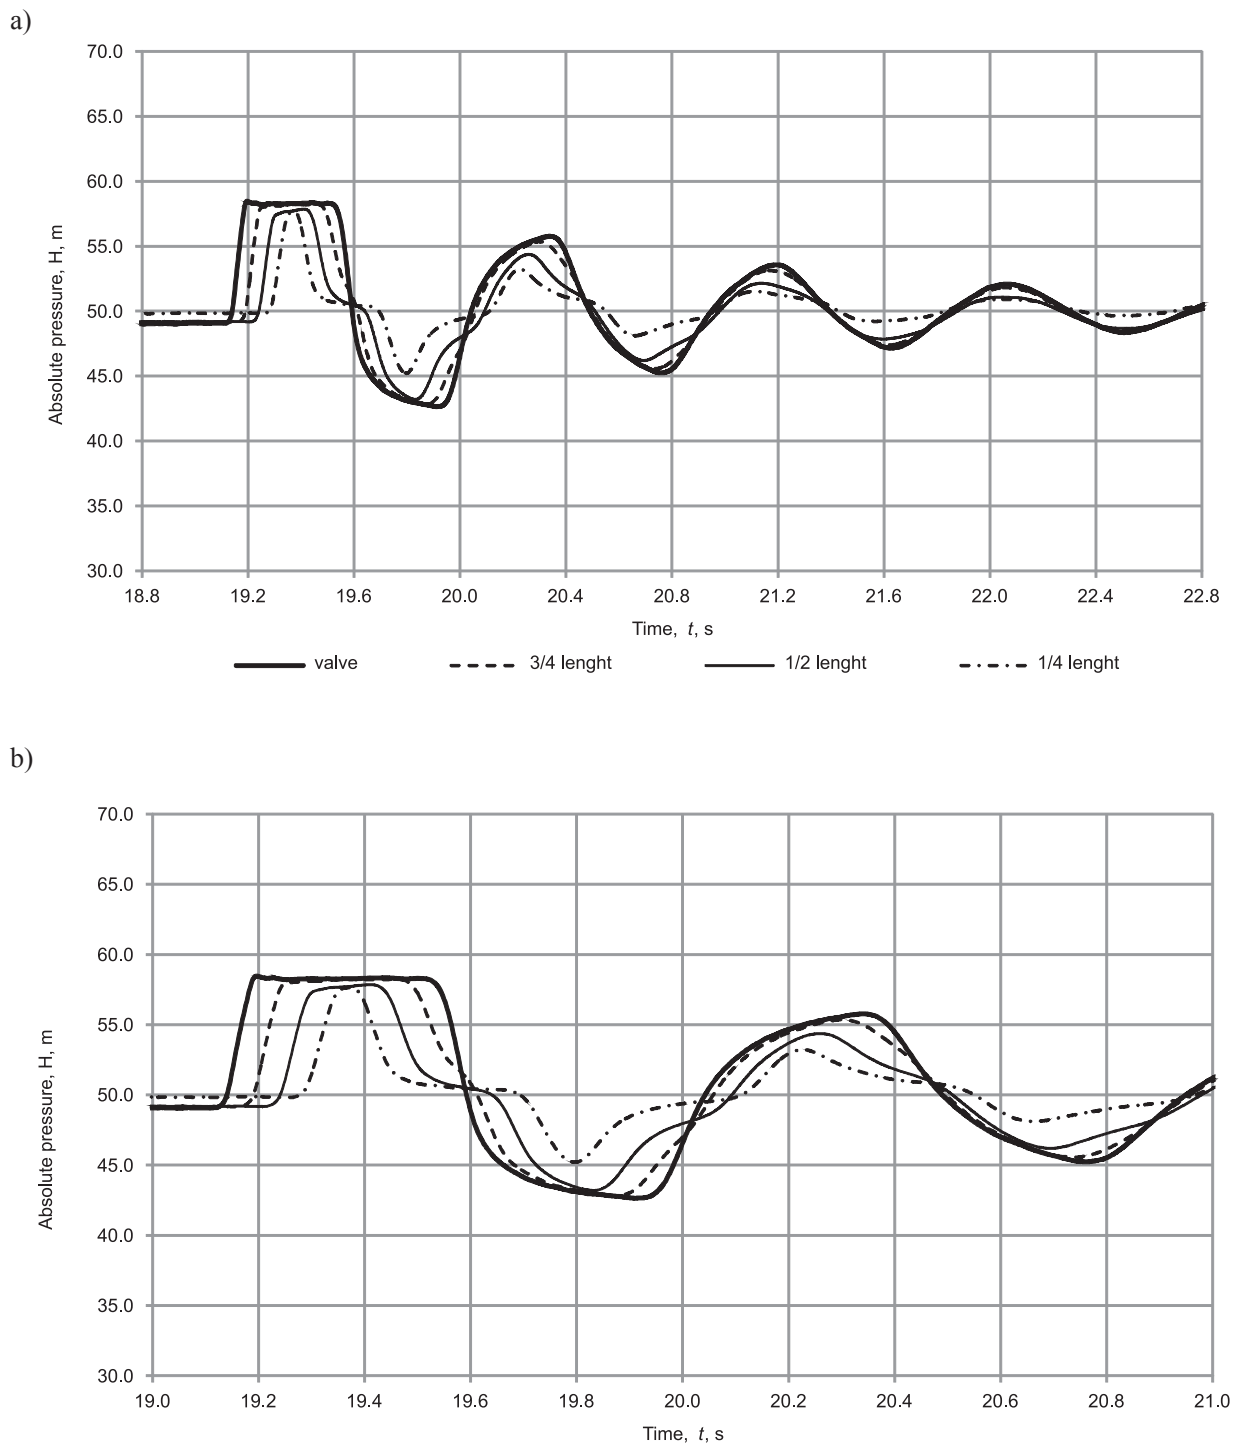 a)
70.0
65.0
60.0
55.0
50.0
45.0
40.0
35.0
30.0
18.8 19.2 19.6 20.0 20.4 20.8 21.2 21.6 22.0 22.4 22.8
Absolute pressure, H, m
Time, t, s
valve 3/4 lenght 1/2 lenght 1/4 lenght
b)
70.0
65.0
60.0
55.0
50.0
45.0
40.0
35.0
30.0
19.0 19.2 19.4 19.6 19.8 20.0 20.2 20.4 20.6 20.8 21.0
Absolute pressure, H, m
Time, t, s